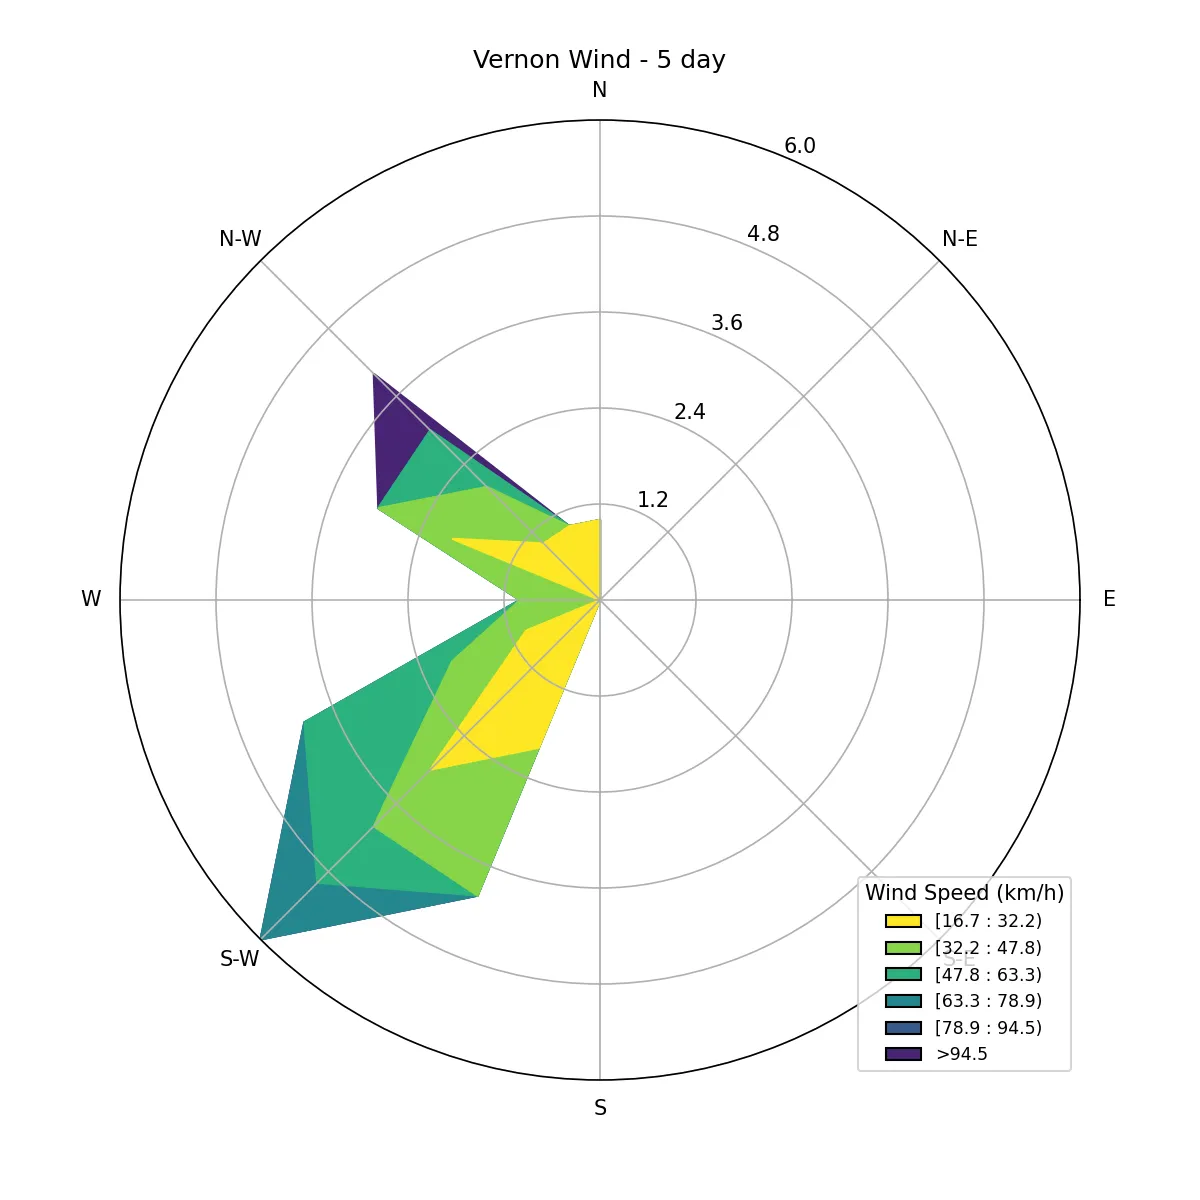 Vernon Wind - 5 day
N
6.0
N-W
4.8
N-E
3.6
2.4
1.2
W
E
Wind Speed (km/h)
[16.7 : 32.2)
[32.2 : 47.8)
S-W
S-E
[47.8 : 63.3)
[63.3 : 78.9)
[78.9 : 94.5)
>94.5
S